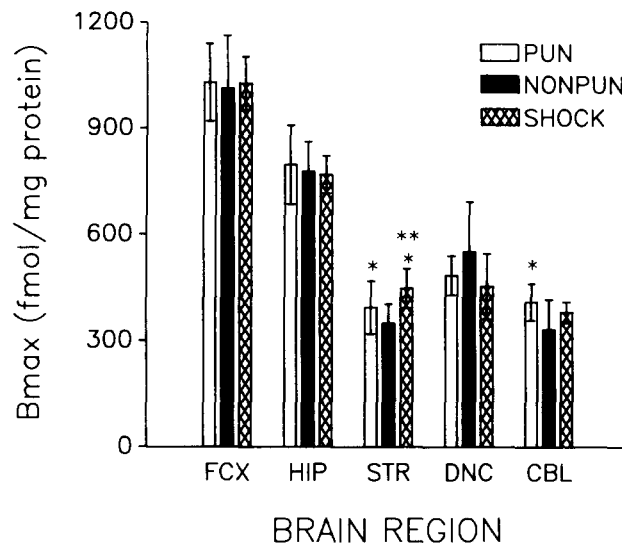 1200
900
600
300
0
Bmax (fmol/mg protein)
PUN
NONPUN
SHOCK
*
**
*
*
FCX HIP STR DNC CBL
BRAIN REGION